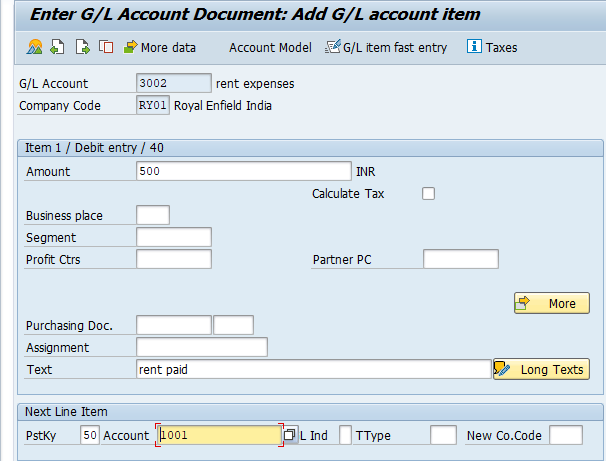 Enter G/L Account Document: Add G/L account item
More data Account Model G/L item fast entry Taxes
G/L Account 3002 rent expenses
Company Code RY01 Royal Enfield India
Item 1 / Debit entry / 40
Amount 500 INR
Calculate Tax
Business place
Segment
Profit Ctrs Partner PC
More
Purchasing Doc.
Assignment
Text rent paid Long Texts
Next Line Item
PstKy 50 Account 1001 L Ind TType New Co.Code